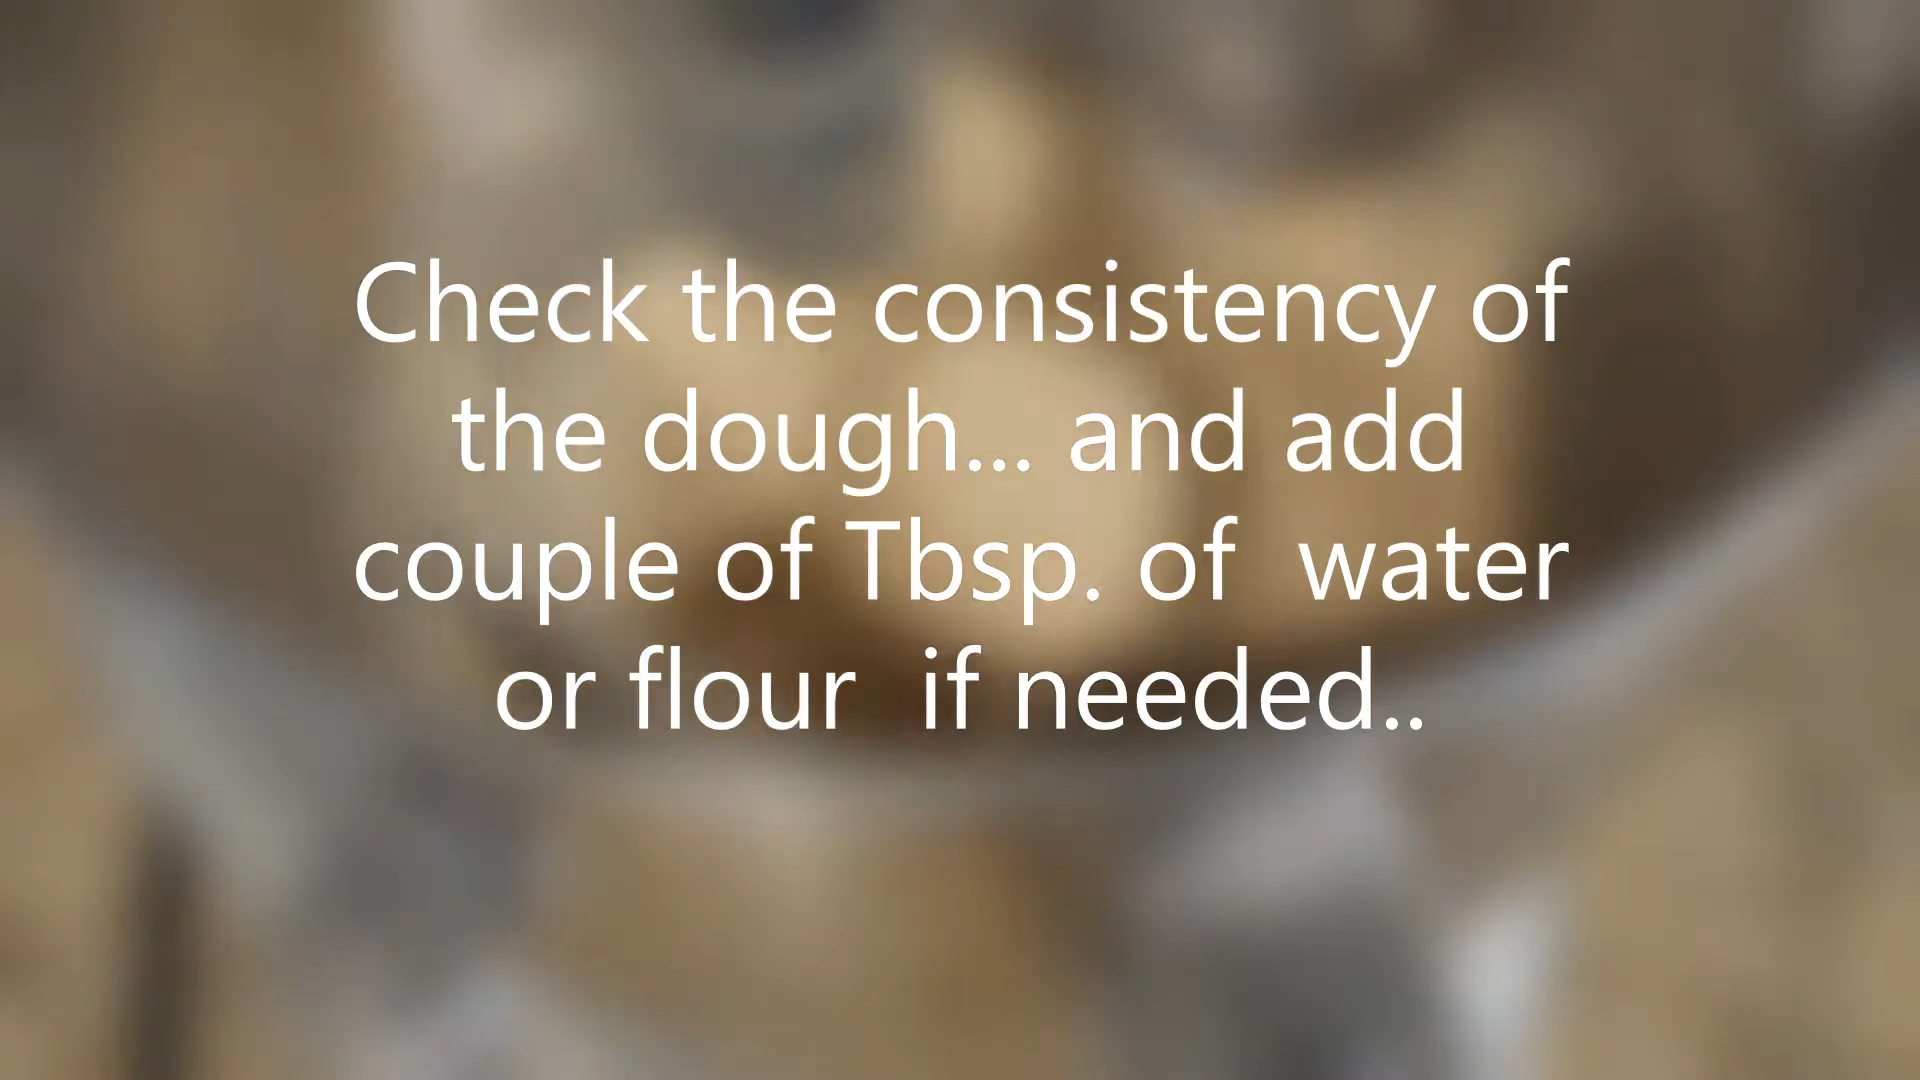 Check the consistency of
the dough... and add
couple of Tbsp. of  water
or flour  if needed..